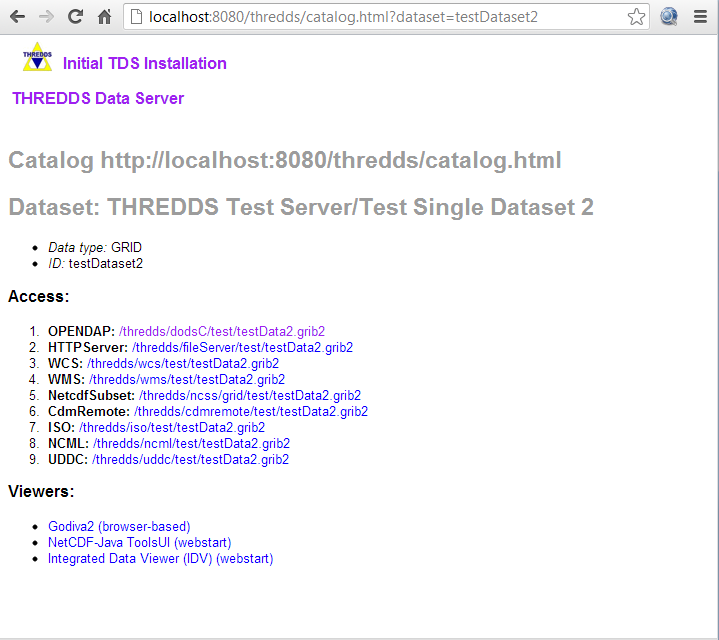 localhost:8080/thredds/catalog.html?dataset=testDataset2
THREDDS
Initial TDS Installation
THREDDS Data Server
Catalog http://localhost:8080/thredds/catalog.html
Dataset: THREDDS Test Server/Test Single Dataset 2
• Data type: GRID
• ID: testDataset2
Access:
1. OPENDAP: /thredds/dodsC/test/testData2.grib2
2. HTTPServer: /thredds/fileServer/test/testData2.grib2
3. WCS: /thredds/wcs/test/testData2.grib2
4. WMS: /thredds/wms/test/testData2.grib2
5. NetcdfSubset: /thredds/ncss/grid/test/testData2.grib2
6. CdmRemote: /thredds/cdmremote/test/testData2.grib2
7. ISO: /thredds/iso/test/testData2.grib2
8. NCML: /thredds/ncml/test/testData2.grib2
9. UDDC: /thredds/uddc/test/testData2.grib2
Viewers:
• Godiva2 (browser-based)
• NetCDF-Java ToolsUI (webstart)
• Integrated Data Viewer (IDV) (webstart)